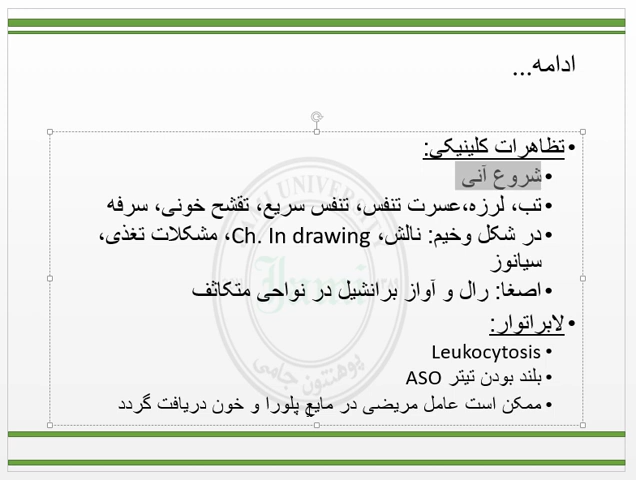 ادامه...
• تظاهرات کلینیکی:
• شروع آنی
• تب، لرزه،عسرت تنفس، تنفس سریع، تقشح خونی، سرفه
• در شکل وخیم: نالش، Ch. In drawing، مشکلات تغذی،
سیانوز
• اصغا: رال و آواز برانشیل در نواحی متکاثف
• لابراتوار:
• Leukocytosis
• بلند بودن تیتر ASO
• ممکن است عامل مریضی در مایع پلورا و خون دریافت گردد
پوهنتون جامی